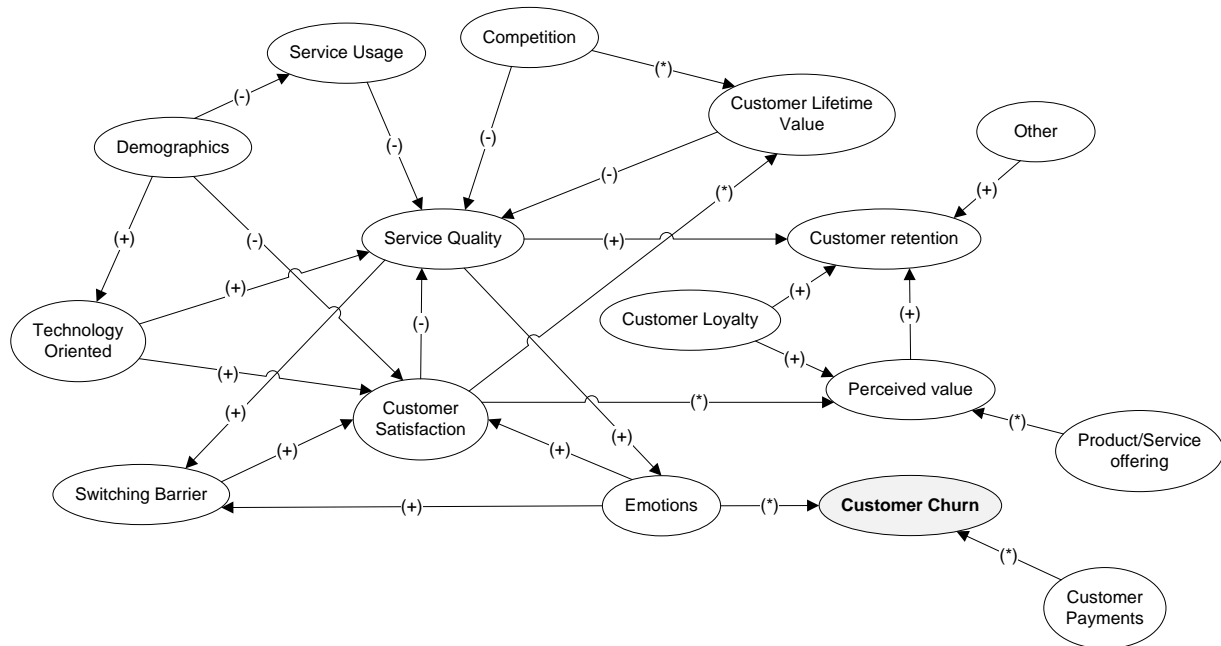 Service Usage
Competition
(*)
Customer Lifetime
Value
(-)
Other
Demographics
(-)
(-)
(-)
(*)
(+)
(+)
(-)
Service Quality
(+)
Customer retention
(+)
(+)
Technology
Oriented
Customer Loyalty
(+)
(-)
(+)
(+)
Perceived value
(+)
Customer
Satisfaction
(*)
(+)
(*)
Product/Service
offering
(+)
(+)
(+)
Switching Barrier
(+)
Emotions
(*)
Customer Churn
(*)
Customer
Payments